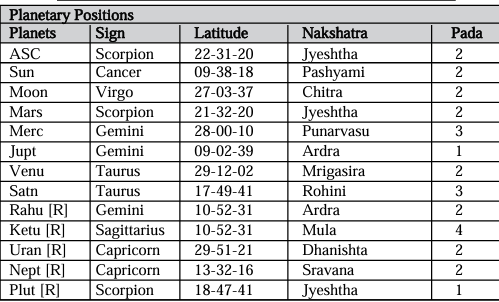 Planetary Positions
Planets Sign Latitude Nakshatra Pada
ASC Scorpion 22-31-20 Jyeshtha 2
Sun Cancer 09-38-18 Pashyami 2
Moon Virgo 27-03-37 Chitra 2
Mars Scorpion 21-32-20 Jyeshtha 2
Merc Gemini 28-00-10 Punarvasu 3
Jupt Gemini 09-02-39 Ardra 1
Venu Taurus 29-12-02 Mrigasira 2
Satn Taurus 17-49-41 Rohini 3
Rahu [R] Gemini 10-52-31 Ardra 2
Ketu [R] Sagittarius 10-52-31 Mula 4
Uran [R] Capricorn 29-51-21 Dhanishta 2
Nept [R] Capricorn 13-32-16 Sravana 2
Plut [R] Scorpion 18-47-41 Jyeshtha 1